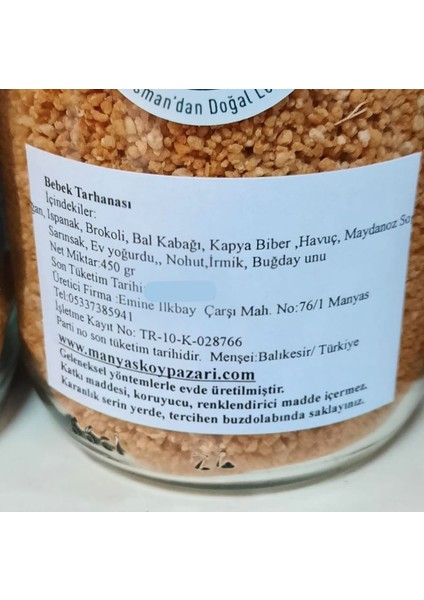 sman'dan Doğal
Bebek Tarhanası
İçindekiler:
Ispanak, Brokoli, Bal Kabağı, Kapya Biber ,Havuç, Maydanoz
Sarımsak, Ev yoğurdu,, Nohut,İrmik, Buğday unu
Net Miktar:450 gr
Son Tüketim Tarihi
Üretici Firma :Emine İlkbay Çarşı Mah. No:76/1 Manyas
Tel:05337385941
İşletme Kayıt No: TR-10-K-028766
Parti no son tüketim tarihidir. Menşei:Balıkesir/ Türkiye
www.manyaskoypazari.com
Geleneksel yöntemlerle evde üretilmiştir.
Katkı maddesi, koruyucu, renklendirici madde içermez.
Karanlık serin yerde, tercihen buzdolabında saklayınız.